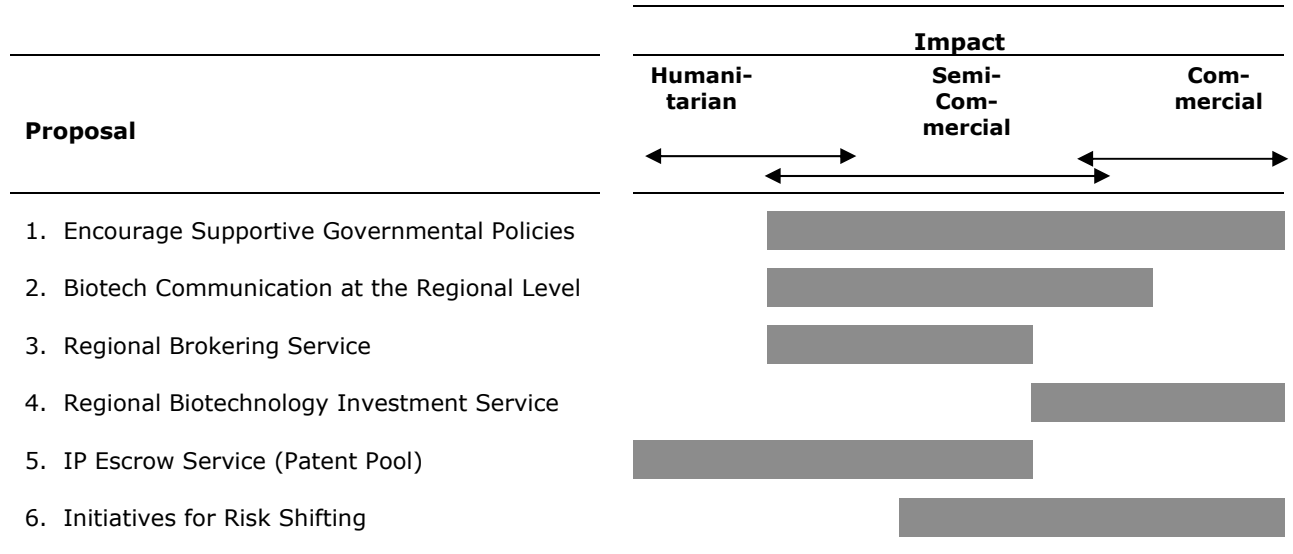 Impact
Humani- Semi- Com-
tarian Com- mercial
mercial
Proposal
1. Encourage Supportive Governmental Policies
2. Biotech Communication at the Regional Level
3. Regional Brokering Service
4. Regional Biotechnology Investment Service
5. IP Escrow Service (Patent Pool)
6. Initiatives for Risk Shifting